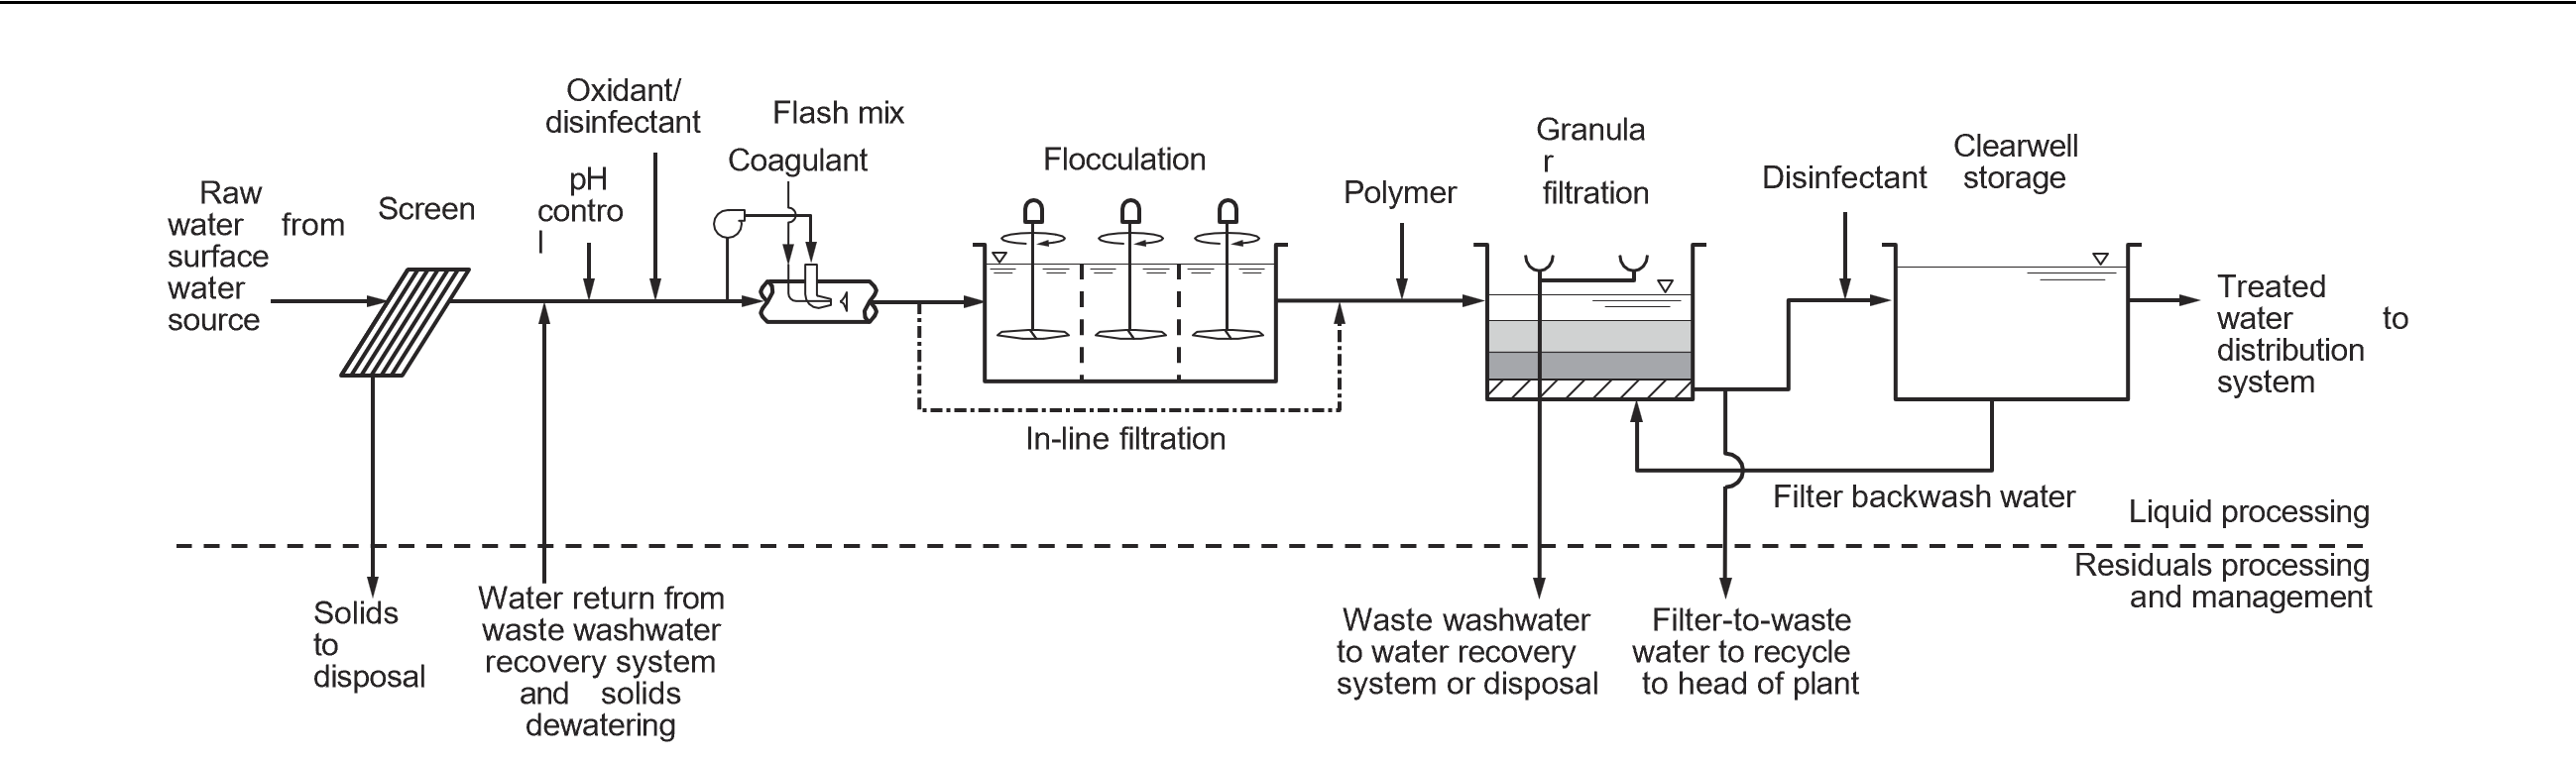 Raw
water from
surface
water
source
Screen
pH
contro
l
Oxidant/
disinfectant
Flash mix
Coagulant
Flocculation
In-line filtration
Polymer
Granula
r
filtration
Disinfectant
Clearwell
storage
Treated
water to
distribution
system
Filter backwash water
Liquid processing
Residuals processing
and management
Solids
to
disposal
Water return from
waste washwater
recovery system
and solids
dewatering
Waste washwater
to water recovery
system or disposal
Filter-to-waste
water to recycle
to head of plant